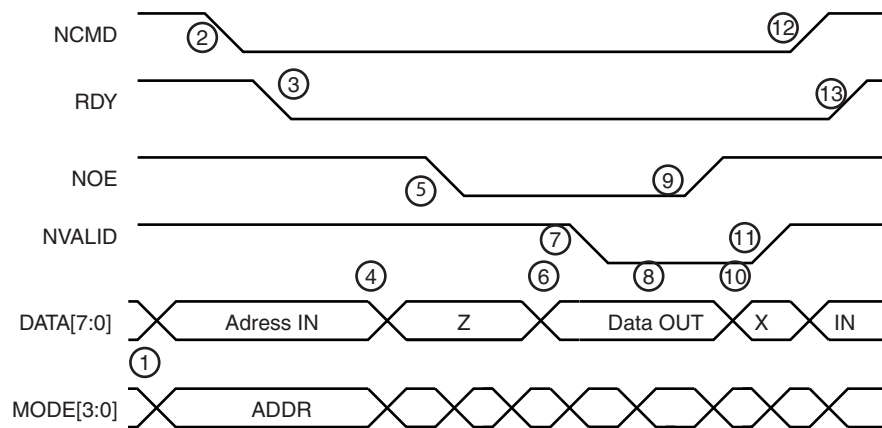 NCMD
2
12
RDY
3
13
NOE
5
9
NVALID
7
11
4
6
8
10
DATA[7:0]
Adress IN
Z
Data OUT
X
IN
1
MODE[3:0]
ADDR